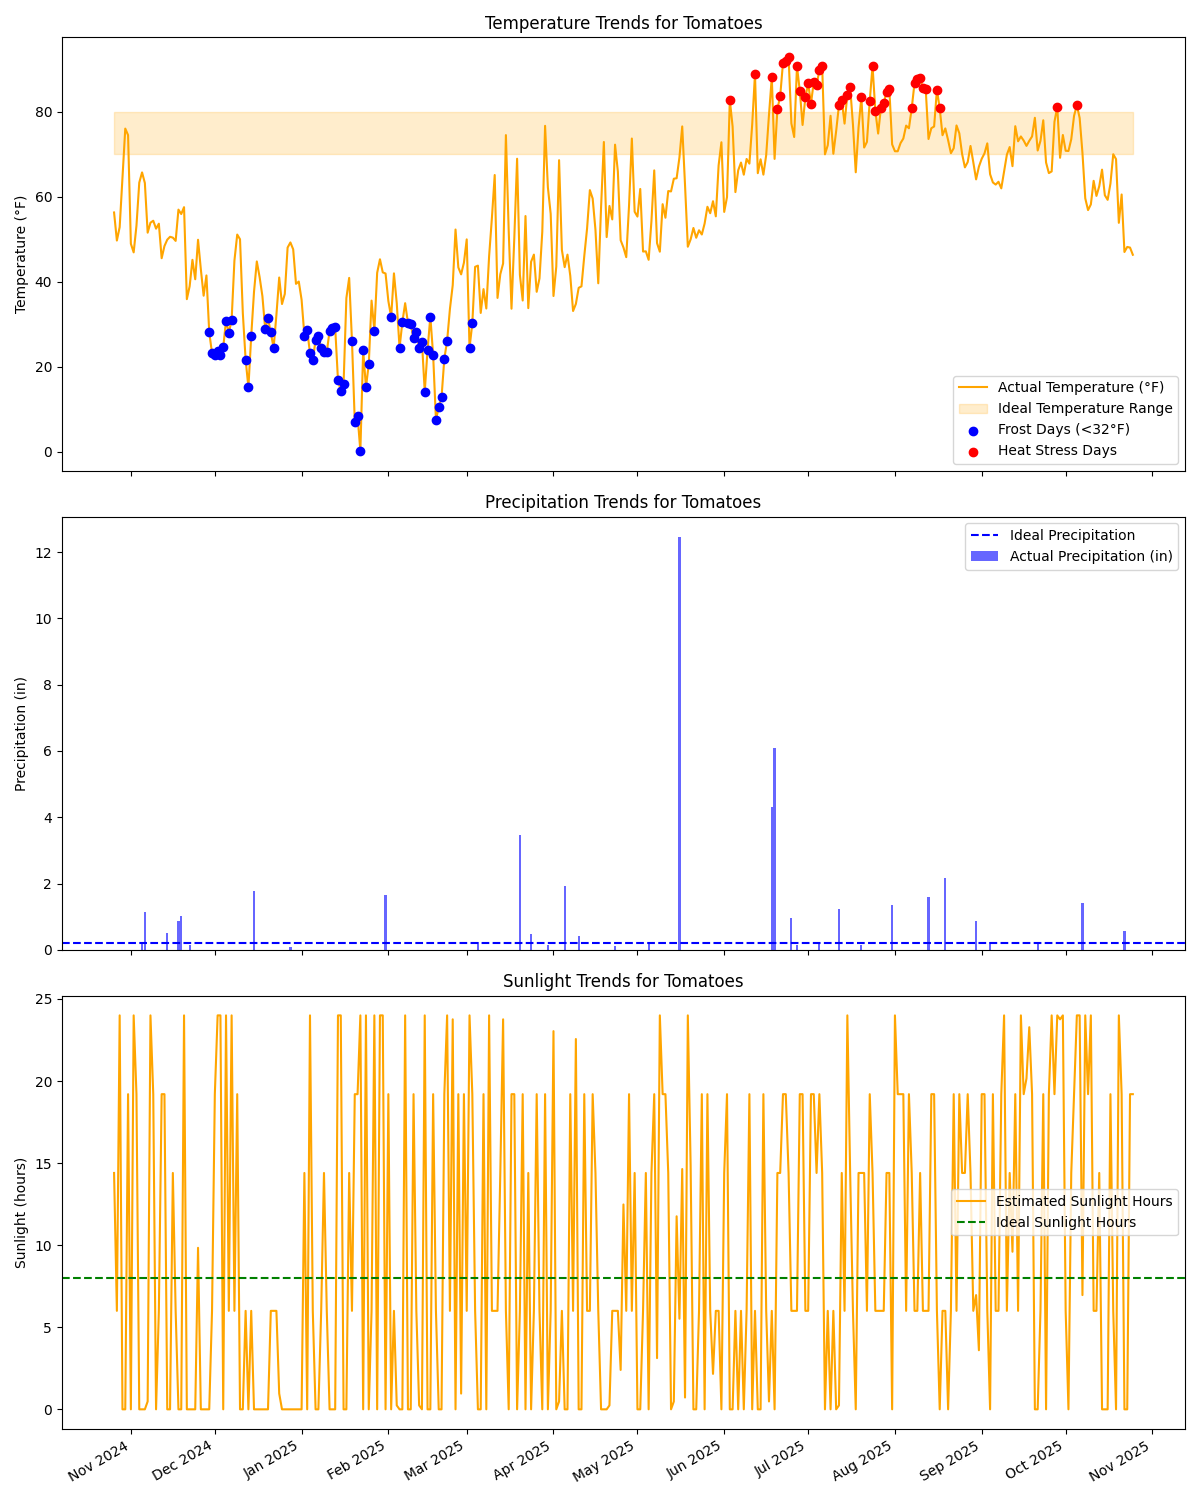 Temperature Trends for Tomatoes
Temperature (°F)
80
60
40
20
0
Actual Temperature (°F)
Ideal Temperature Range
Frost Days (<32°F)
Heat Stress Days
Precipitation Trends for Tomatoes
Precipitation (in)
12
10
8
6
4
2
0
Ideal Precipitation
Actual Precipitation (in)
Sunlight Trends for Tomatoes
Sunlight (hours)
25
20
15
10
5
0
Estimated Sunlight Hours
Ideal Sunlight Hours
Nov 2024
Dec 2024
Jan 2025
Feb 2025
Mar 2025
Apr 2025
May 2025
Jun 2025
Jul 2025
Aug 2025
Sep 2025
Oct 2025
Nov 2025